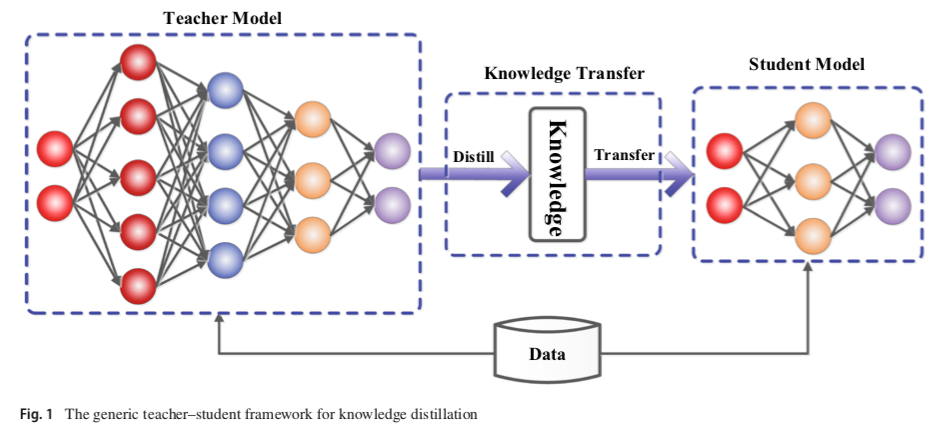 Teacher Model
Knowledge Transfer
Student Model
Distill
Knowledge
Transfer
Data
Fig. 1 The generic teacher–student framework for knowledge distillation